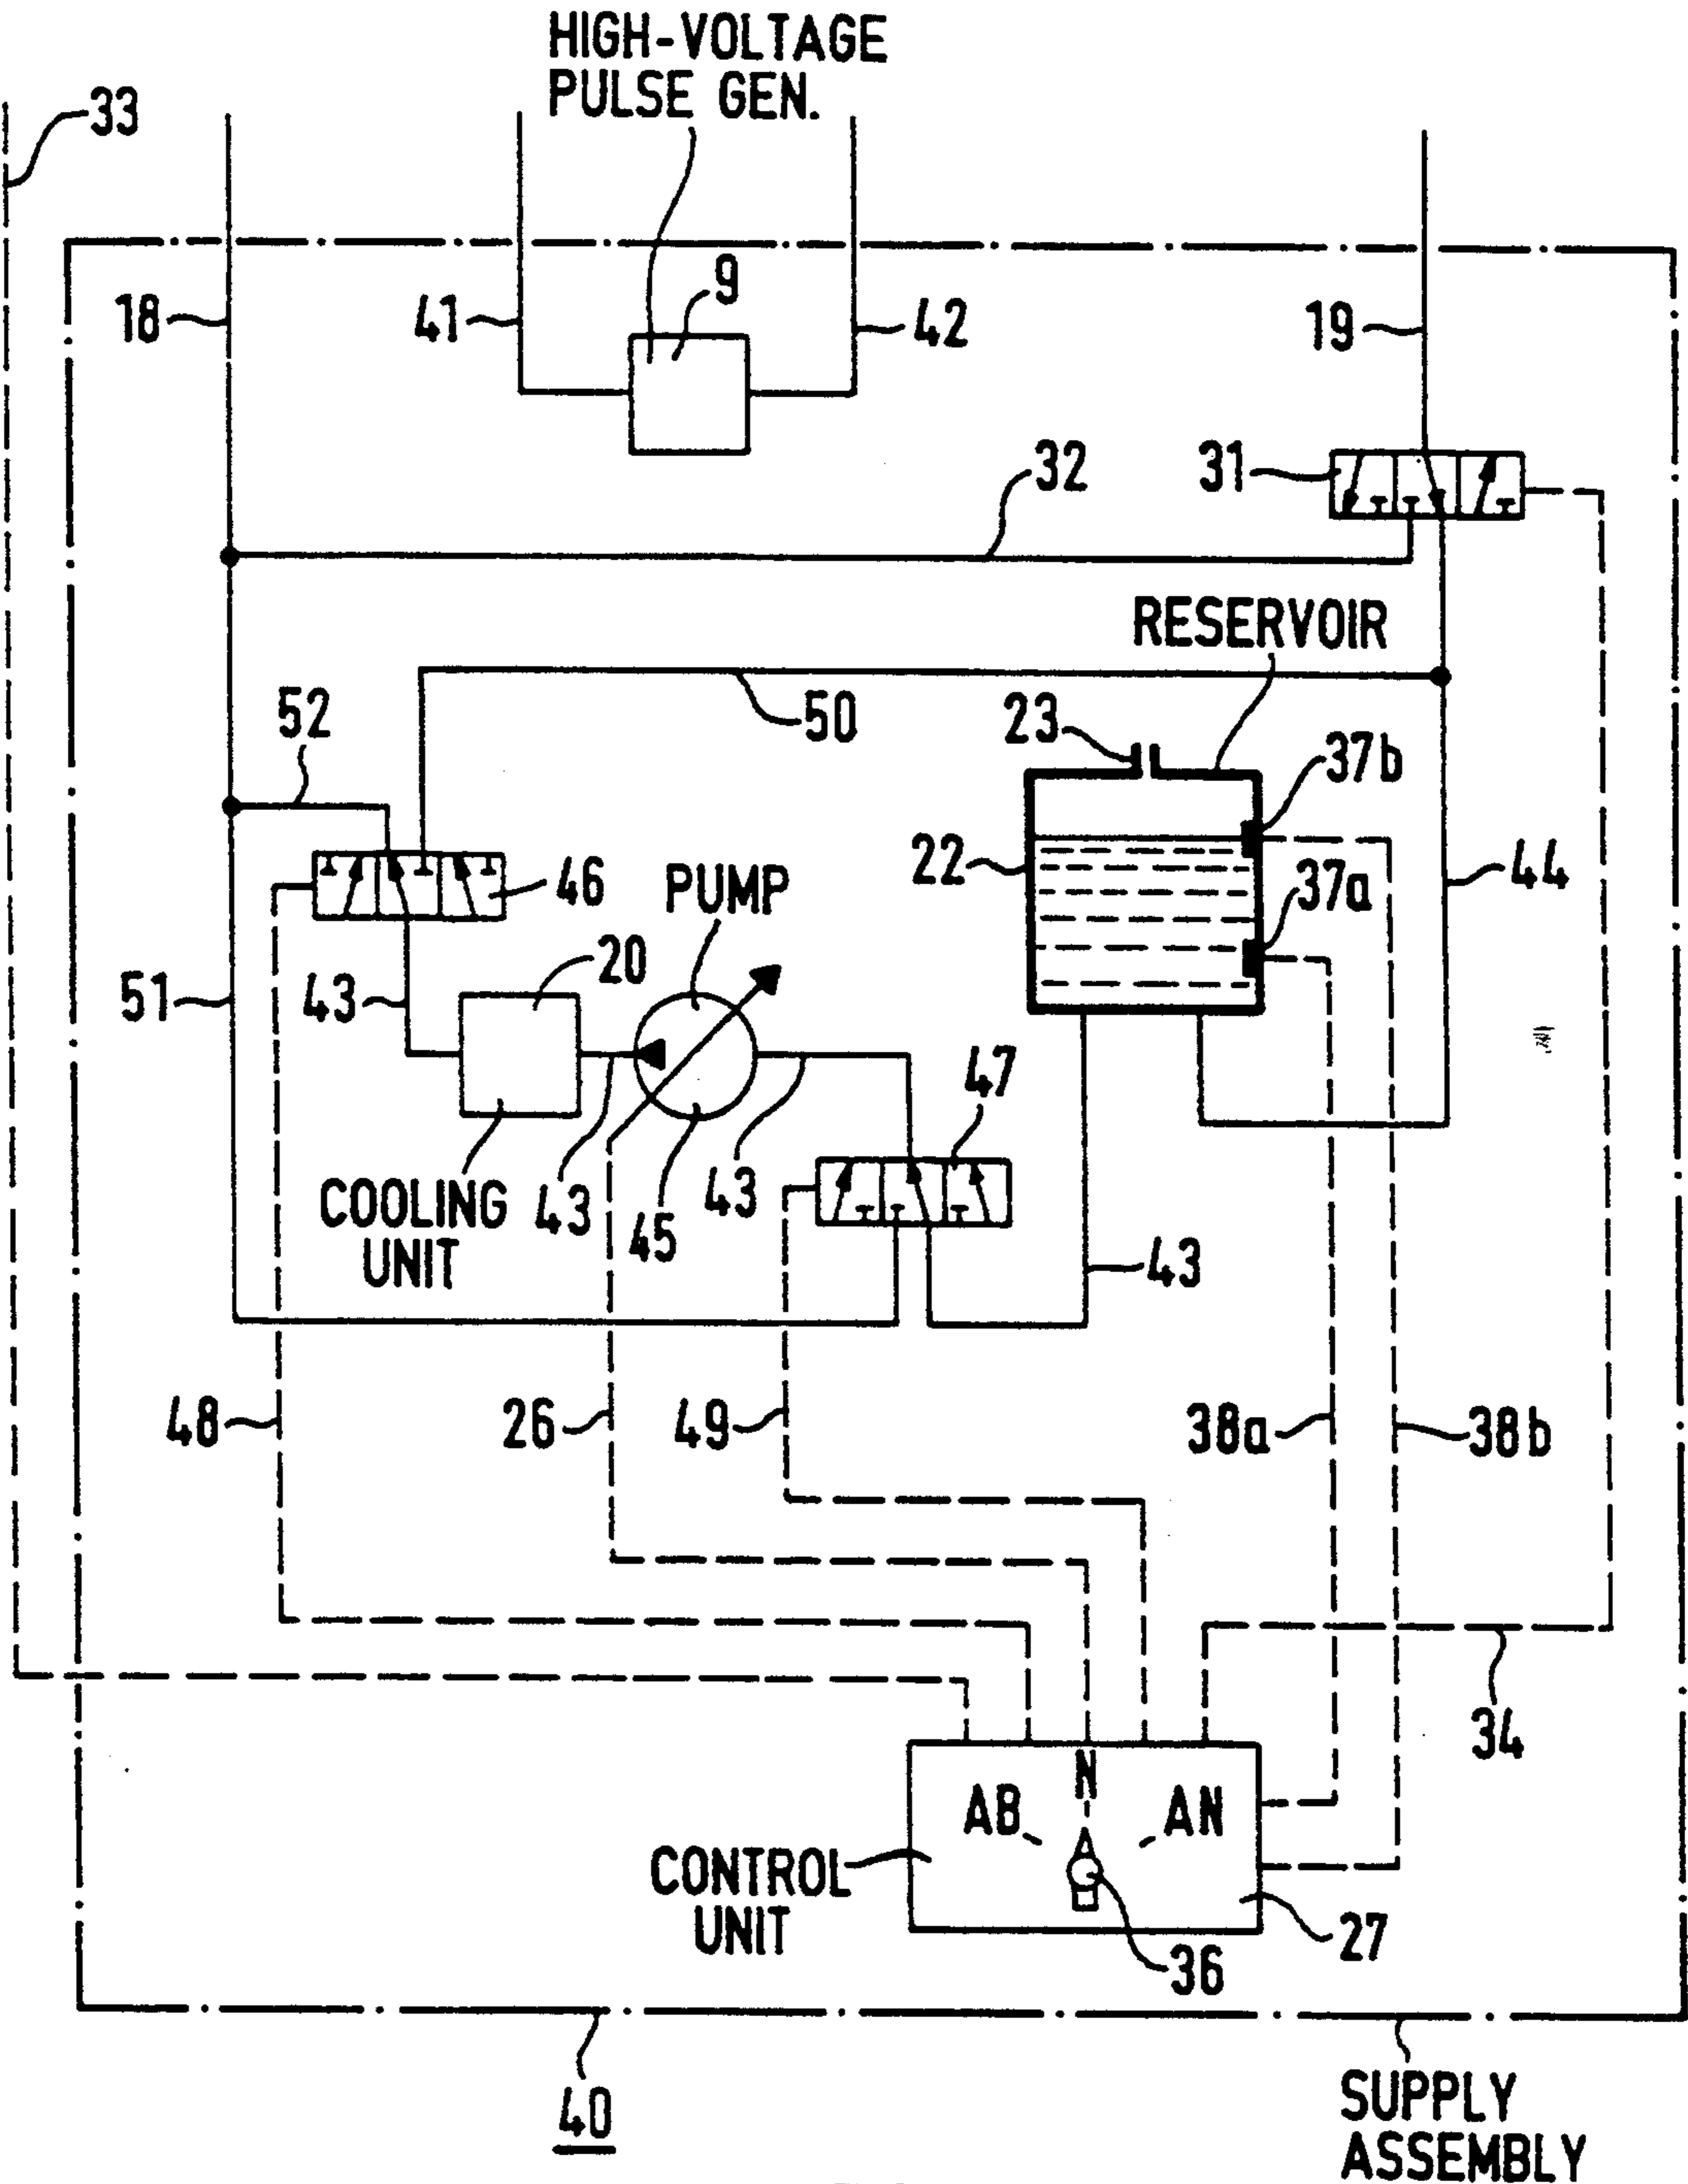 HIGH-VOLTAGE
PULSE GEN.
33
9
18
41
42
19
31
32
RESERVOIR
52
50
23
37b
22
46
PUMP
37a
44
20
51
43
47
COOLING
UNIT
43
45
43
43
48
26
49
38a
38b
34
N
AB
AN
CONTROL
UNIT
27
36
40
SUPPLY
ASSEMBLY